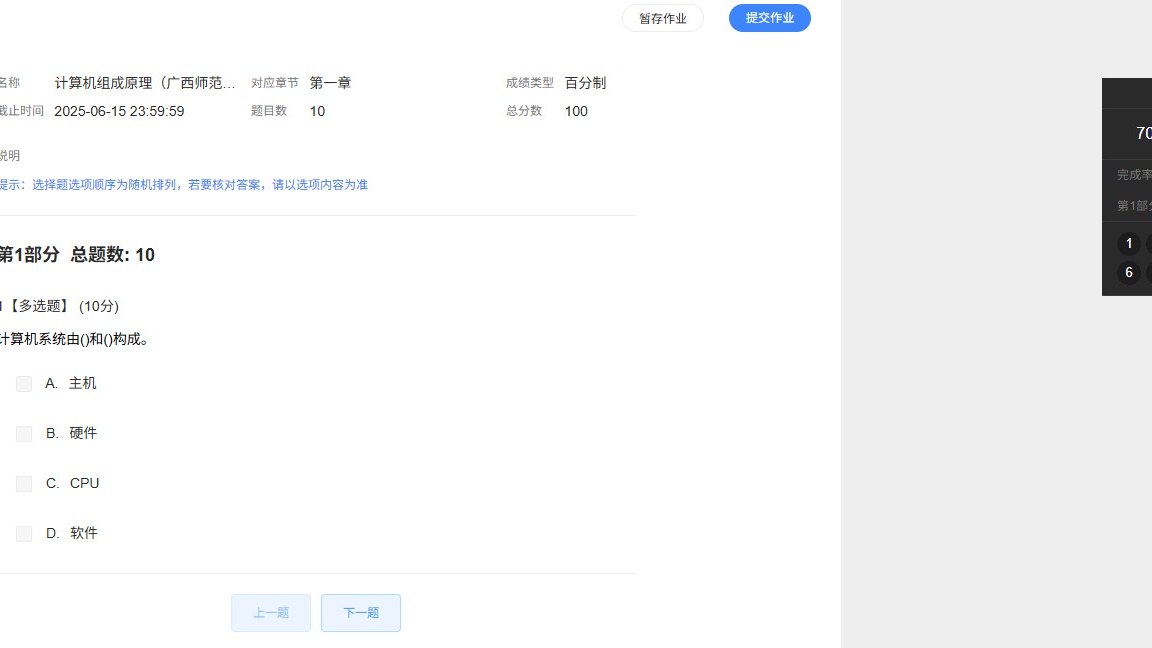 暂存作业 提交作业
名称 计算机组成原理（广西师范... 对应章节 第一章 成绩类型 百分制
截止时间 2025-06-15 23:59:59 题目数 10 总分数 100
70
说明
完成率
提示：选择题选项顺序为随机排列，若要核对答案，请以选项内容为准
第1部分
第1部分 总题数: 10
1
6
1【多选题】 (10分)
计算机系统由()和()构成。
A. 主机
B. 硬件
C. CPU
D. 软件
上一题 下一题